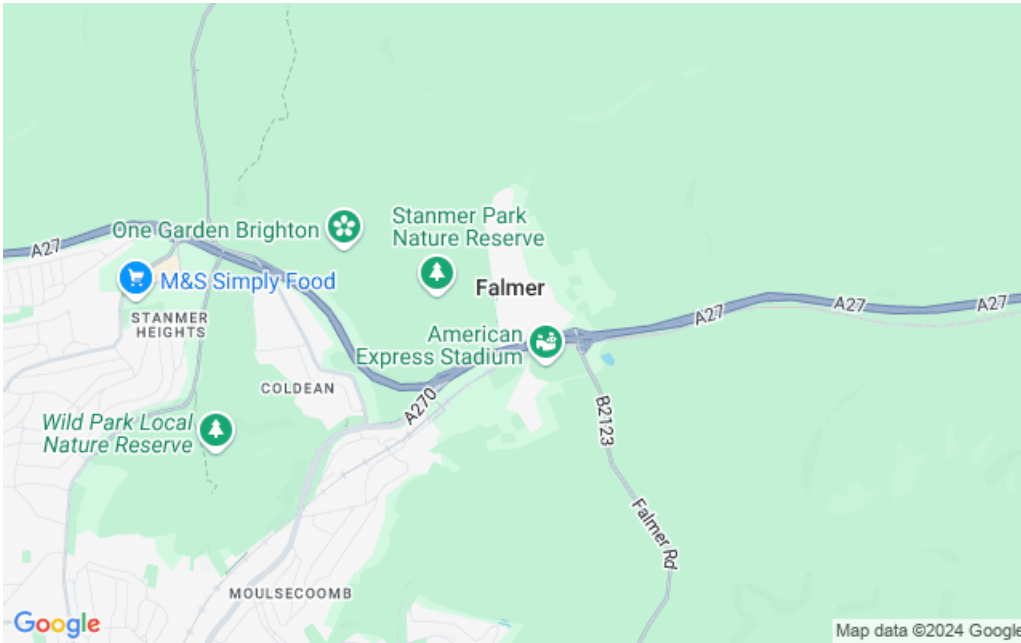 One Garden Brighton
Stanmer Park
Nature Reserve
A27
M&S Simply Food
Falmer
STANMER
HEIGHTS
American
Express Stadium
A27
A27
A27
COLDEAN
A270
B2123
Wild Park Local
Nature Reserve
Falmer Rd
MOULSECOOMB
Google
Map data ©2024 Google